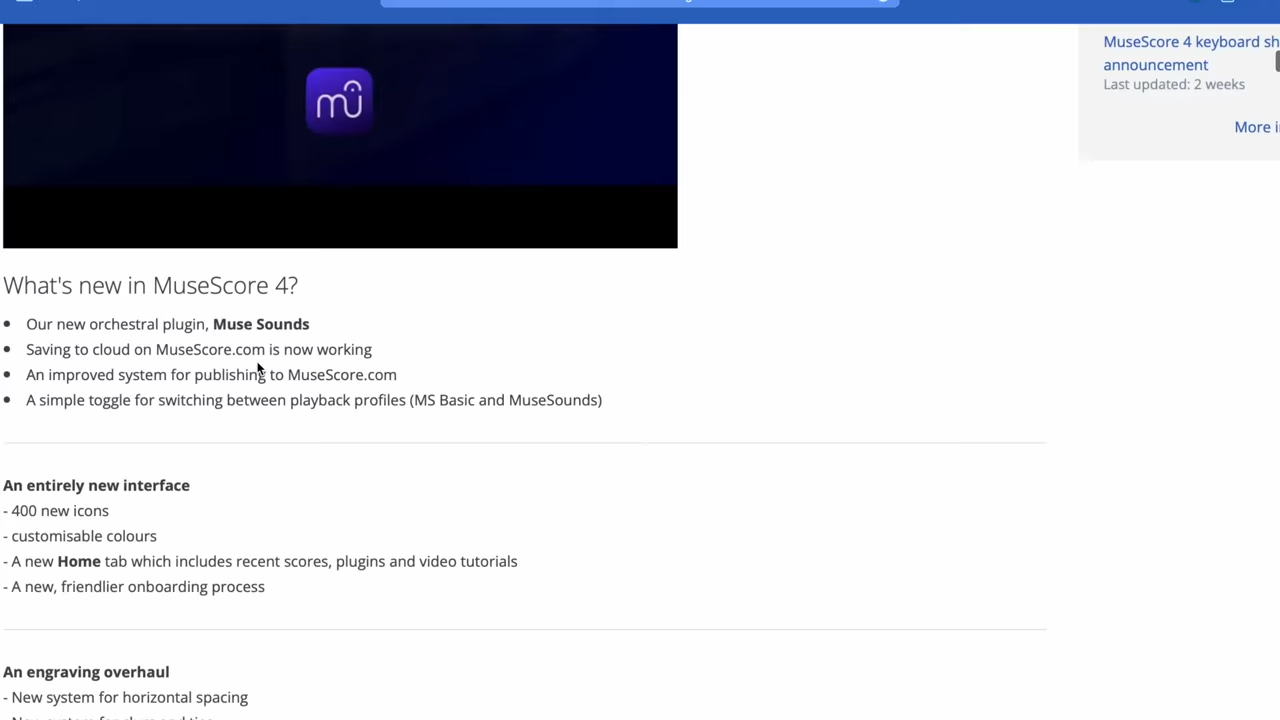 mu
MuseScore 4 keyboard sh
announcement
Last updated: 2 weeks
More i
What's new in MuseScore 4?
• Our new orchestral plugin, Muse Sounds
• Saving to cloud on MuseScore.com is now working
• An improved system for publishing to MuseScore.com
• A simple toggle for switching between playback profiles (MS Basic and MuseSounds)
An entirely new interface
- 400 new icons
- customisable colours
- A new Home tab which includes recent scores, plugins and video tutorials
- A new, friendlier onboarding process
An engraving overhaul
- New system for horizontal spacing